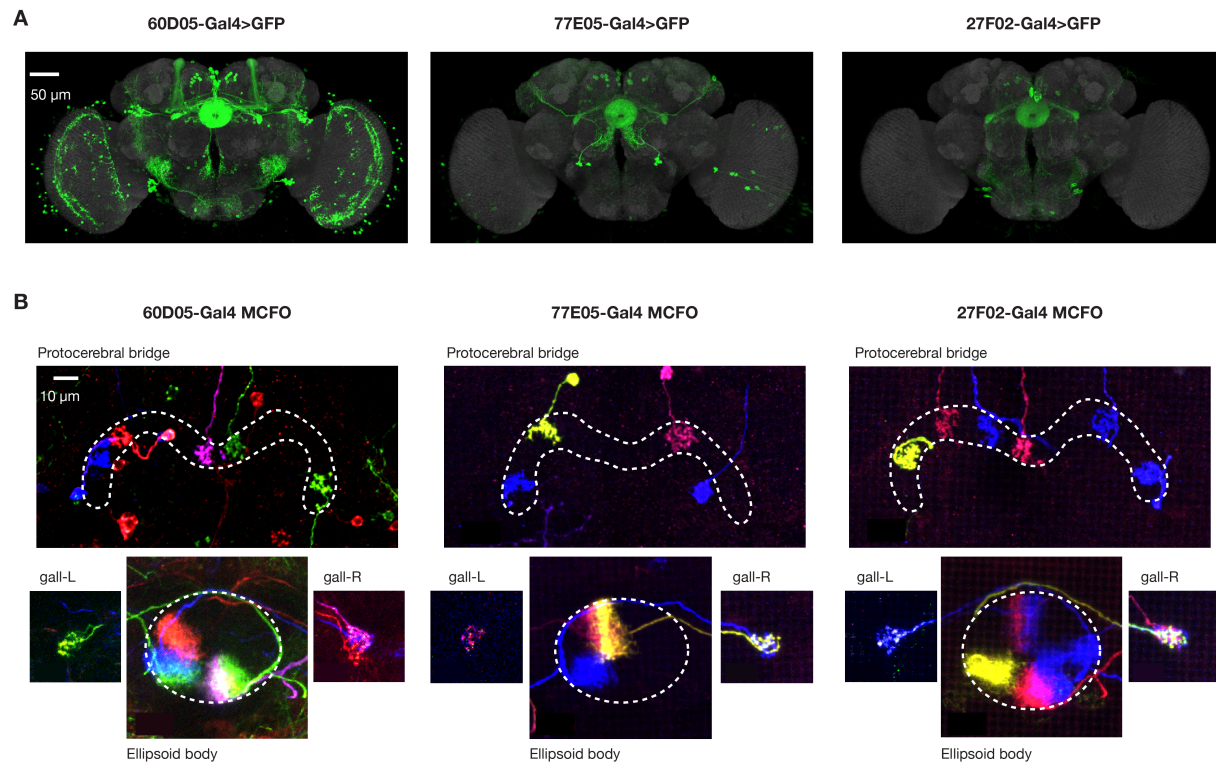 A
60D05-Gal4>GFP
77E05-Gal4>GFP
27F02-Gal4>GFP
50 µm
B
60D05-Gal4 MCFO
77E05-Gal4 MCFO
27F02-Gal4 MCFO
Protocerebral bridge
Protocerebral bridge
Protocerebral bridge
10 µm
gall-L
gall-R
gall-L
gall-R
gall-L
gall-R
Ellipsoid body
Ellipsoid body
Ellipsoid body